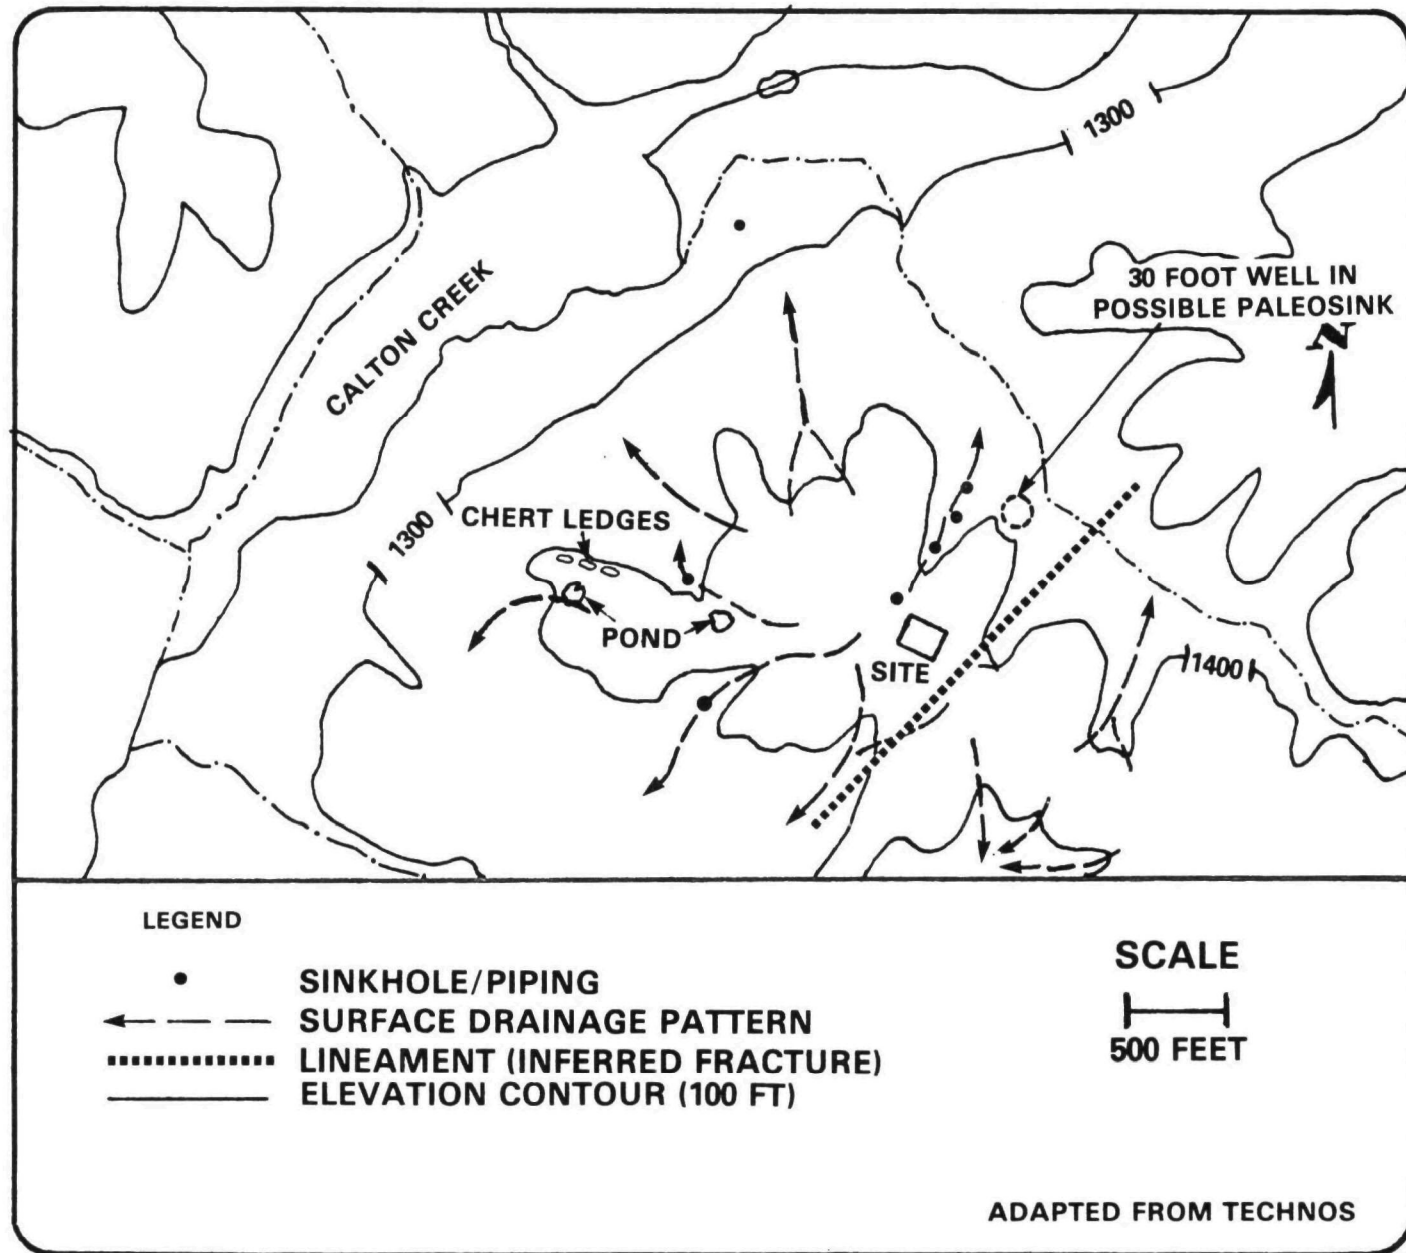 1300
30 FOOT WELL IN
POSSIBLE PALEOSINK
N
CALTON CREEK
1300
CHERT LEDGES
POND
SITE
1400
LEGEND
SINKHOLE/PIPING
SURFACE DRAINAGE PATTERN
LINEAMENT (INFERRED FRACTURE)
ELEVATION CONTOUR (100 FT)
SCALE
500 FEET
ADAPTED FROM TECHNOS